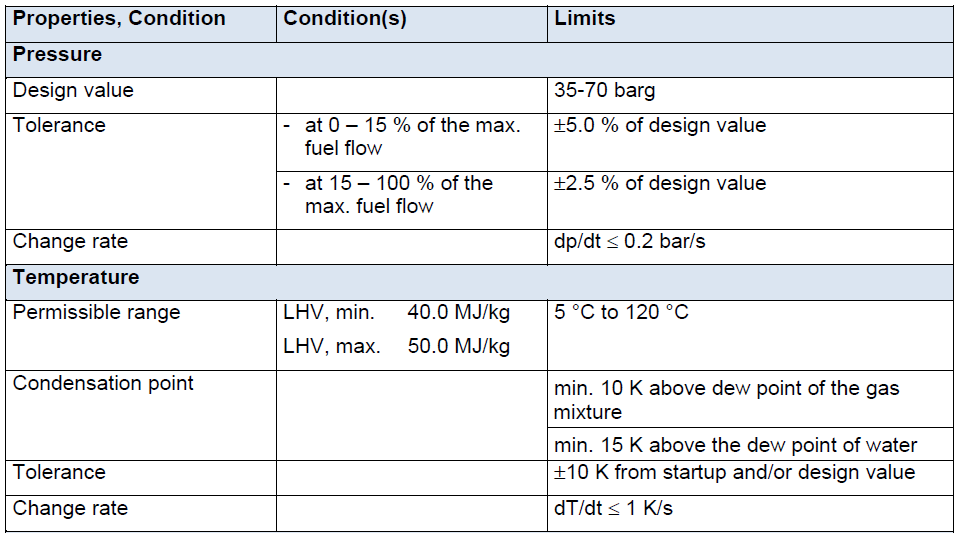 Properties, Condition Condition(s) Limits
Pressure
Design value 35-70 barg
Tolerance - at 0 – 15 % of the max. ±5.0 % of design value
fuel flow
- at 15 – 100 % of the ±2.5 % of design value
max. fuel flow
Change rate dp/dt ≤ 0.2 bar/s
Temperature
Permissible range LHV, min. 40.0 MJ/kg 5 °C to 120 °C
LHV, max. 50.0 MJ/kg
Condensation point min. 10 K above dew point of the gas
mixture
min. 15 K above the dew point of water
Tolerance ±10 K from startup and/or design value
Change rate dT/dt ≤ 1 K/s